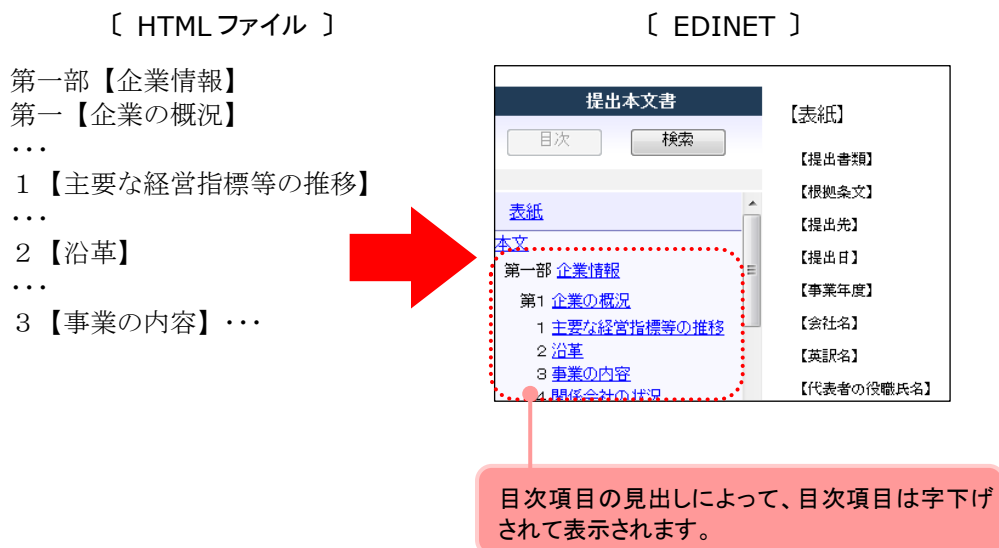 〔 HTMLファイル 〕
第一部【企業情報】
第一【企業の概況】
・・・
１【主要な経営指標等の推移】
・・・
２【沿革】
・・・
３【事業の内容】・・・
〔 EDINET 〕
提出本文書
目次
検索
表紙
本文
第一部 企業情報
第1 企業の概況
1 主要な経営指標等の推移
2 沿革
3 事業の内容
4 関係会社の状況
【表紙】
【提出書類】
【根拠条文】
【提出先】
【提出日】
【事業年度】
【会社名】
【英訳名】
【代表者の役職氏名】
目次項目の見出しによって、目次項目は字下げ
されて表示されます。